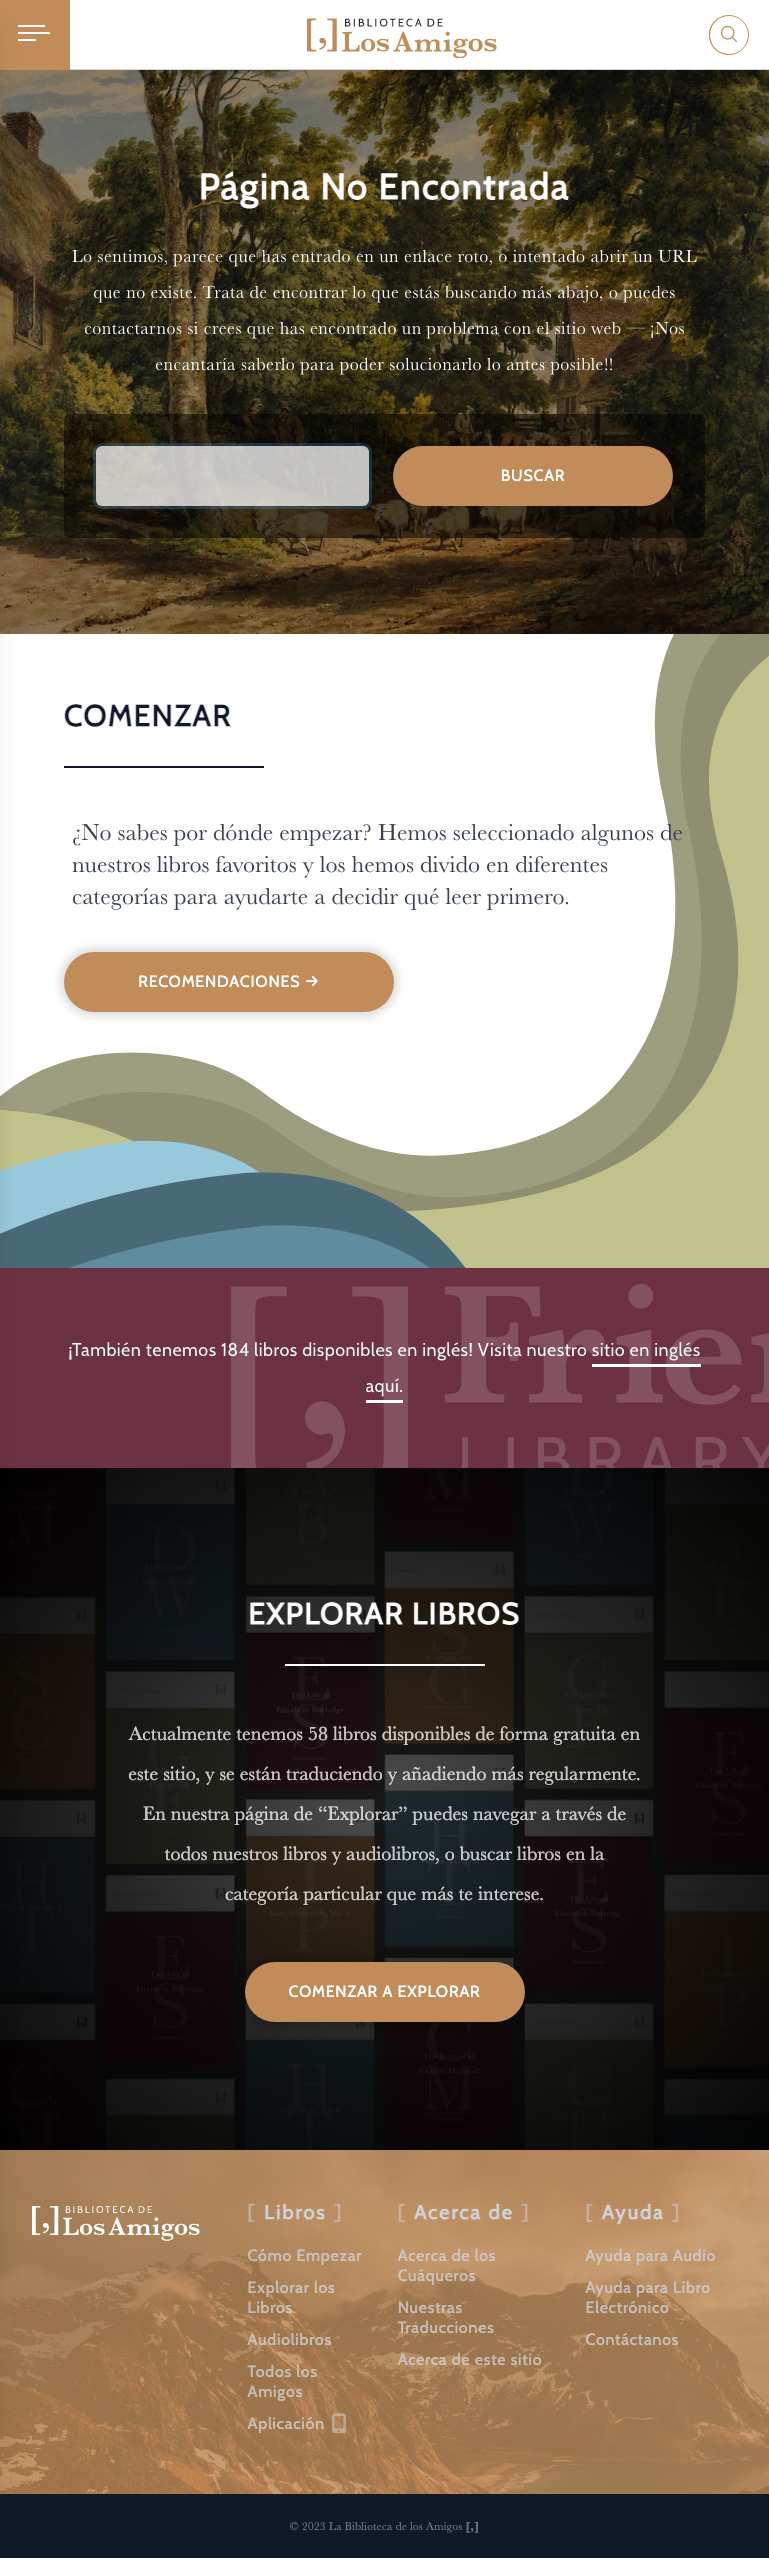 BIBLIOTECA DE
[,] Los Amigos
Página No Encontrada
Lo sentimos, parece que has entrado en un enlace roto, o intentado abrir un URL
que no existe. Trata de encontrar lo que estás buscando más abajo, o puedes
contactarnos si crees que has encontrado un problema con el sitio web — ¡Nos
encantaría saberlo para poder solucionarlo lo antes posible!!
BUSCAR
COMENZAR
¿No sabes por dónde empezar? Hemos seleccionado algunos de
nuestros libros favoritos y los hemos divido en diferentes
categorías para ayudarte a decidir qué leer primero.
RECOMENDACIONES →
[,] Frien
LIBRARY
¡También tenemos 184 libros disponibles en inglés! Visita nuestro sitio en inglés
aquí.
EXPLORAR LIBROS
Actualmente tenemos 58 libros disponibles de forma gratuita en
este sitio, y se están traduciendo y añadiendo más regularmente.
En nuestra página de “Explorar” puedes navegar a través de
todos nuestros libros y audiolibros, o buscar libros en la
categoría particular que más te interese.
COMENZAR A EXPLORAR
BIBLIOTECA DE
[,] Los Amigos
[ Libros ]
Cómo Empezar
Explorar los
Libros
Audiolibros
Todos los
Amigos
Aplicación
[ Acerca de ]
Acerca de los
Cuáqueros
Nuestras
Traducciones
Acerca de este sitio
[ Ayuda ]
Ayuda para Audio
Ayuda para Libro
Electrónico
Contáctanos
© 2023 La Biblioteca de los Amigos [,]